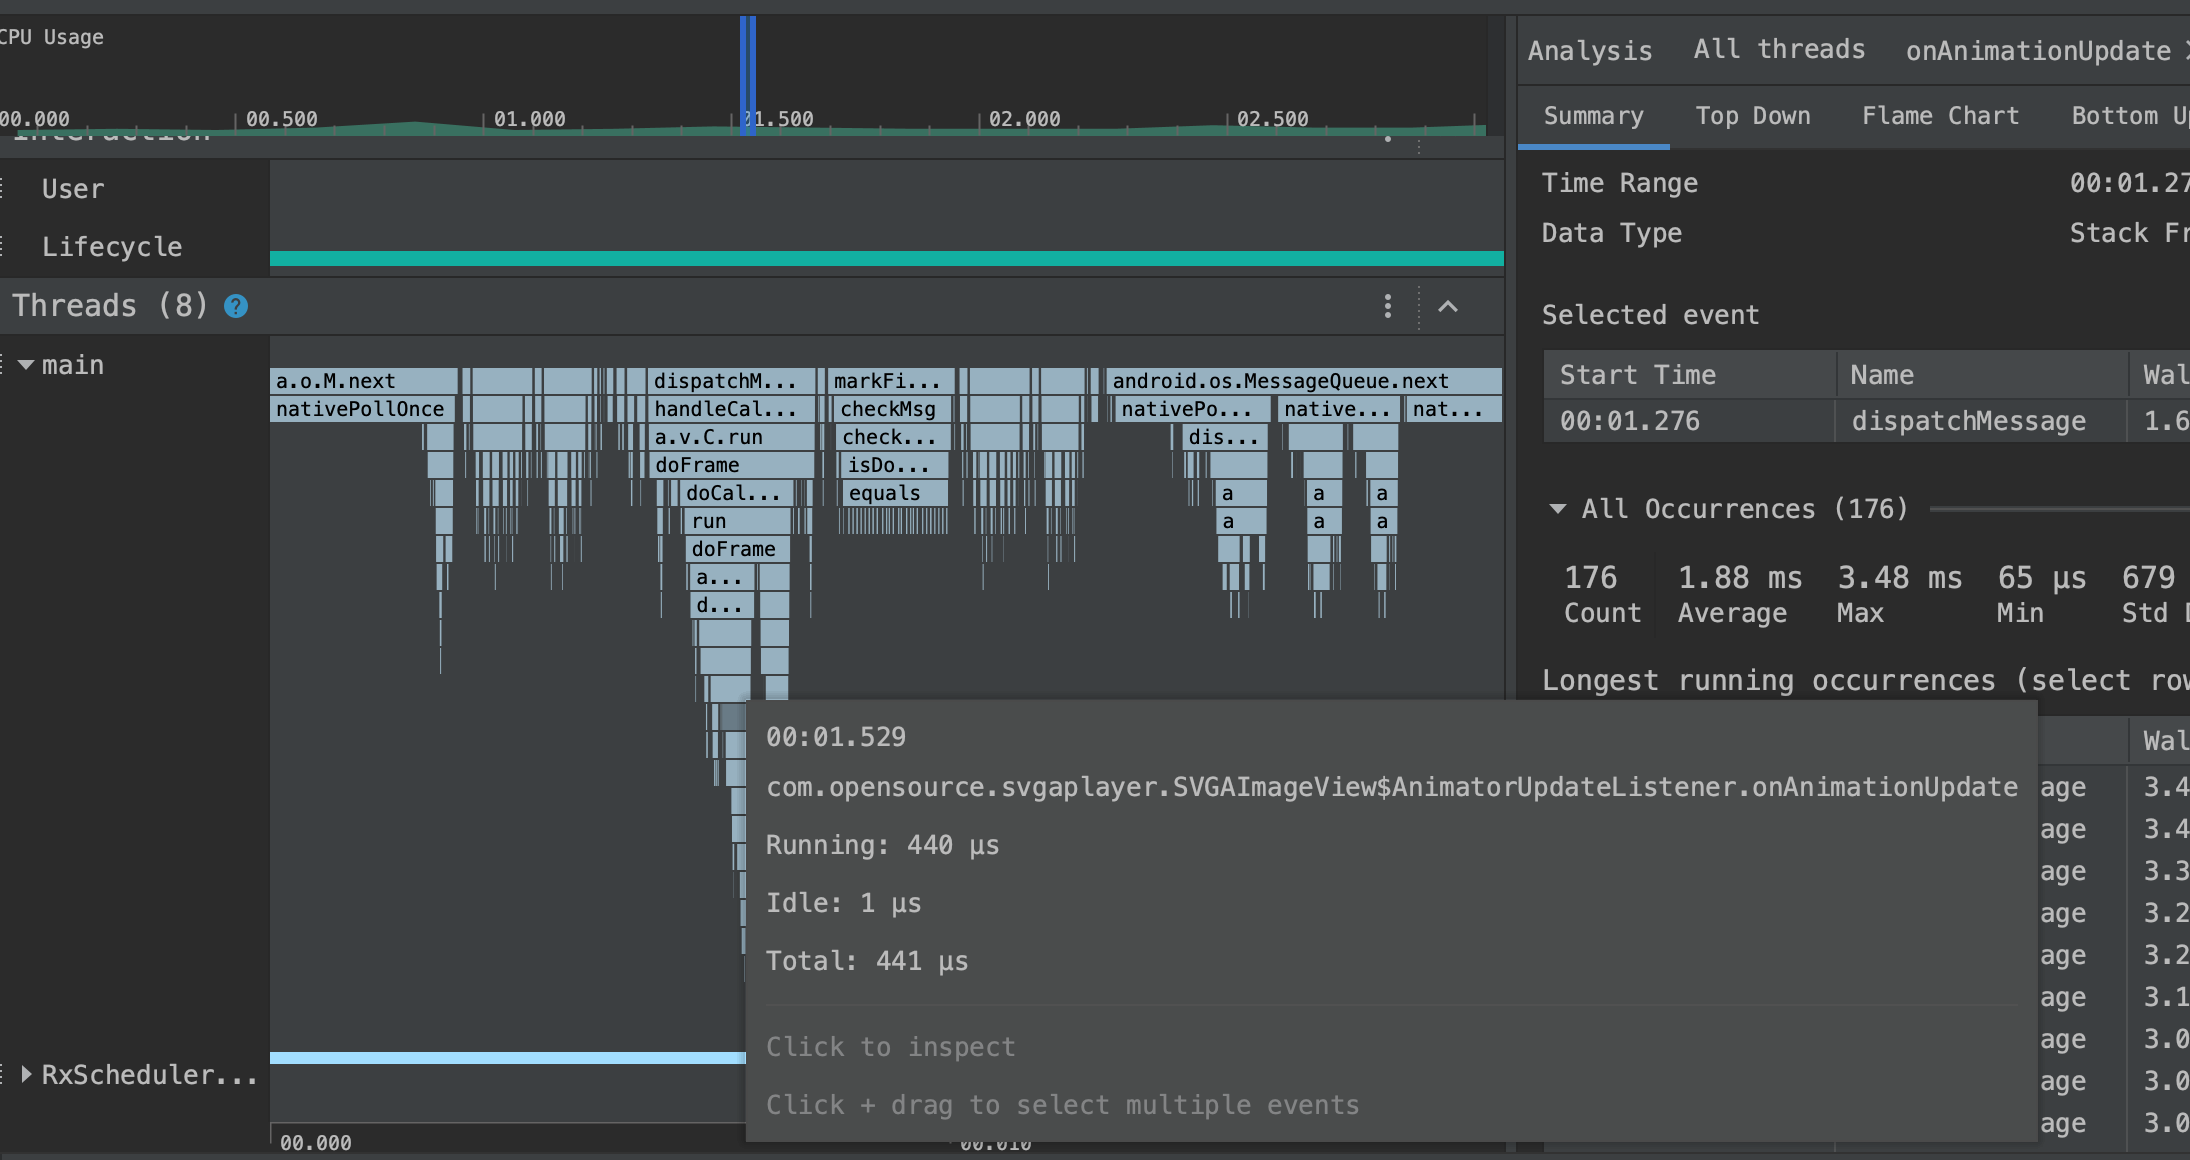 CPU Usage
00.000
00.500
01.000
01.500
02.000
02.500
Interaction
User
Lifecycle
Threads (8)
?
main
a.o.M.next
dispatchM...
markFi...
android.os.MessageQueue.next
nativePollOnce
handleCal...
checkMsg
nativePo...
native...
nat...
a.v.C.run
check...
dis...
doFrame
isDo...
doCal...
equals
a
a
a
run
a
a
a
doFrame
a...
d...
RxScheduler...
00.000
00.010
00:01.529
com.opensource.svgaplayer.SVGAImageView$AnimatorUpdateListener.onAnimationUpdate
Running: 440 μs
Idle: 1 μs
Total: 441 μs
Click to inspect
Click + drag to select multiple events
Analysis
All threads
onAnimationUpdate
Summary
Top Down
Flame Chart
Bottom U
Time Range
00:01.27
Data Type
Stack Fr
Selected event
Start Time
Name
Wal
00:01.276
dispatchMessage
1.6
All Occurrences (176)
176
1.88 ms
3.48 ms
65 μs
679
Count
Average
Max
Min
Std
Longest running occurrences (select row
Wal
age
3.4
age
3.4
age
3.3
age
3.2
age
3.2
age
3.1
age
3.0
age
3.0
age
3.0